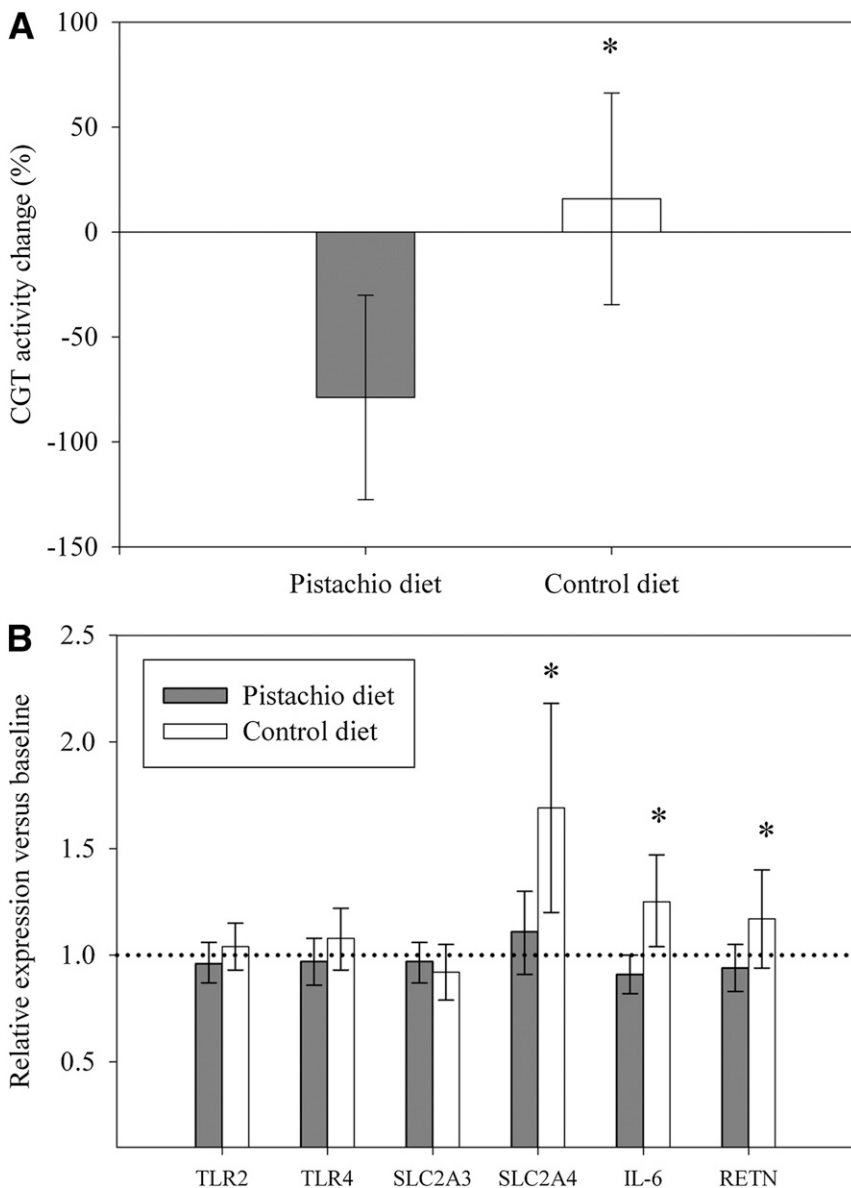 A
100
50
0
-50
-100
-150
CGT activity change (%)
Pistachio diet Control diet
*
B
2.5
2.0
1.5
1.0
0.5
Relative expression versus baseline
Pistachio diet
Control diet
*
*
*
TLR2 TLR4 SLC2A3 SLC2A4 IL-6 RETN